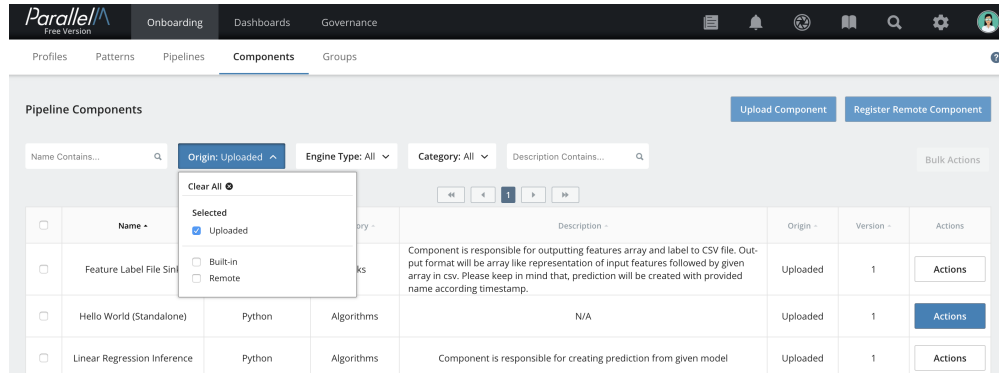 ParallelM Onboarding Dashboards Governance
Free Version
Profiles Patterns Pipelines Components Groups
Pipeline Components
Upload Component Register Remote Component
Name Contains... Origin: Uploaded Engine Type: All Category: All Description Contains... Bulk Actions
Clear All
1
Selected
Uploaded
Built-in
Remote
Name Description Origin Version Actions
Feature Label File Sink
Component is responsible for outputting features array and label to CSV file. Out-
put format will be array like representation of input features followed by given
array in csv. Please keep in mind that, prediction will be created with provided
name according timestamp.
Uploaded 1 Actions
Hello World (Standalone) Python Algorithms N/A Uploaded 1 Actions
Linear Regression Inference Python Algorithms Component is responsible for creating prediction from given model Uploaded 1 Actions